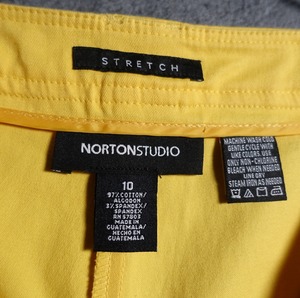 STRETCH
NORTONSTUDIO
10
97% COTTON/
ALGODON
3% SPANDEX/
SPANDEX
RN 57803
MADE IN
GUATEMALA/
HECHO EN
GUATEMALA
MACHINE WASH COLD
GENTLE CYCLE WITH
LIKE COLORS. USE
ONLY NON-CHLORINE
BLEACH WHEN NEEDED
LINE DRY
STEAM IRON AS NEEDED